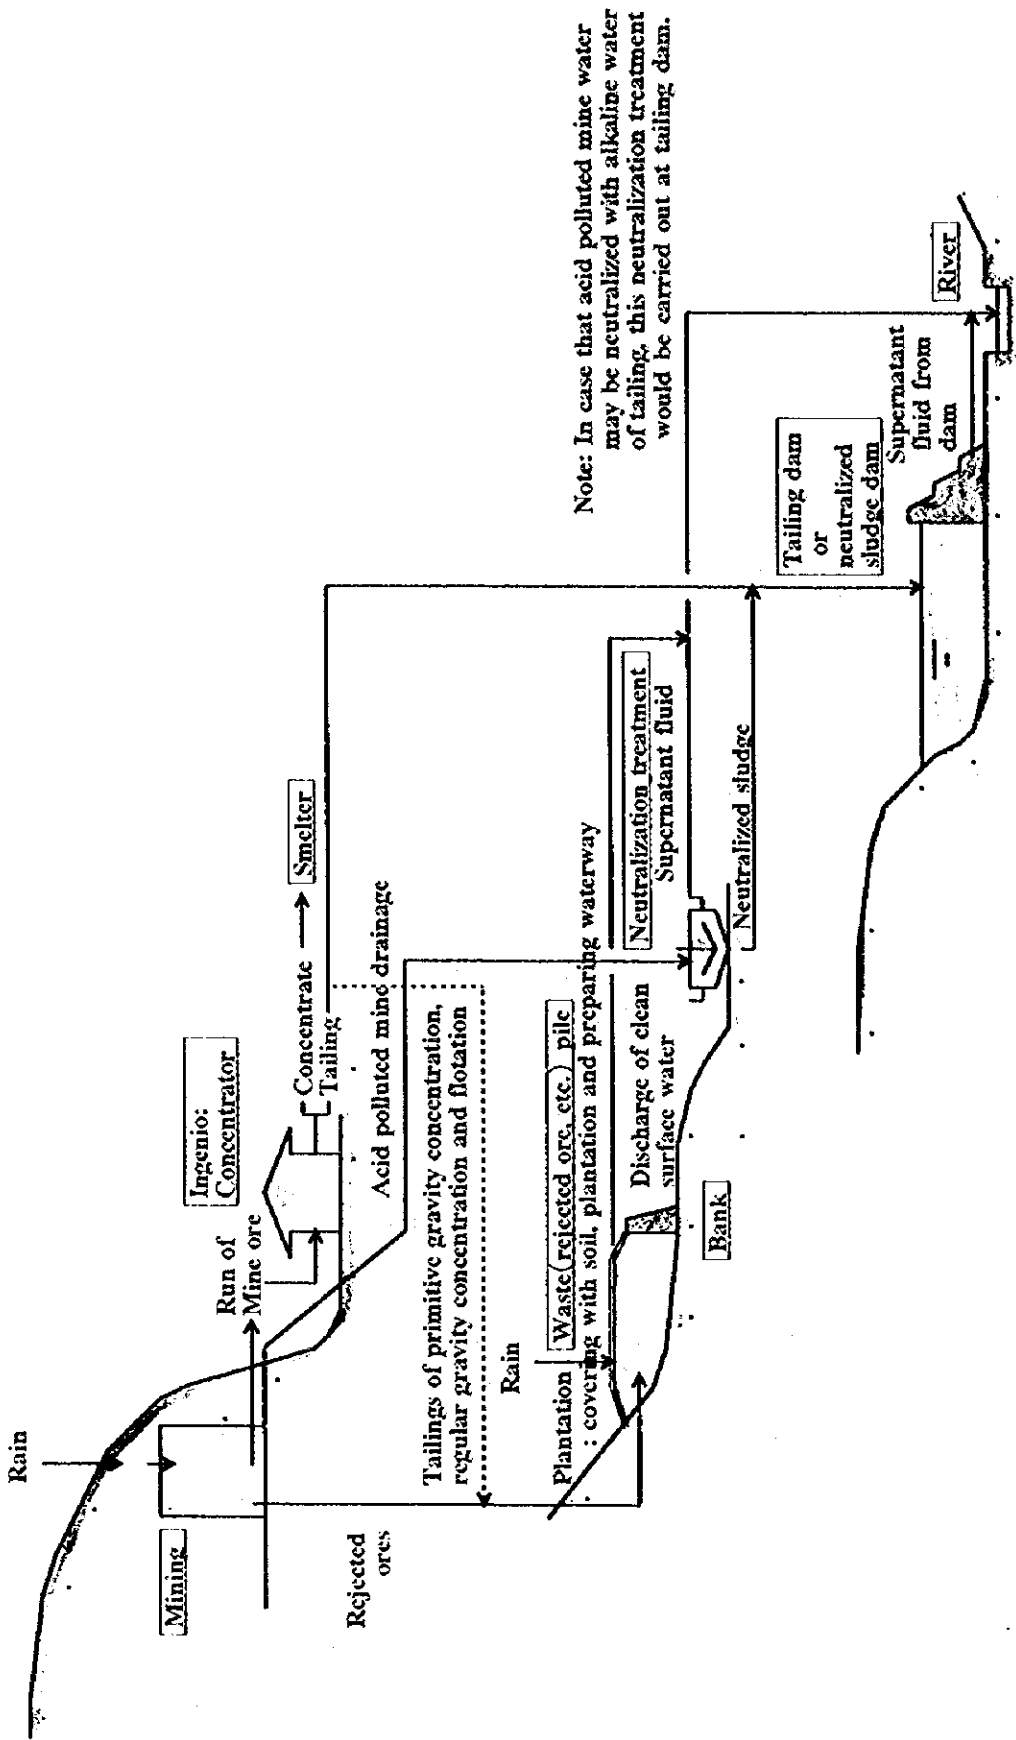 Rain
Mining
Run of
Mine ore
Ingenio:
Concentrator
Concentrate
Smelter
Tailing
Acid polluted mine drainage
Rejected
ores
Tailings of primitive gravity concentration,
regular gravity concentration and flotation
Rain
Plantation
Waste(rejected ore, etc.) pile
: covering with soil, plantation and preparing waterway
Discharge of clean
surface water
Bank
Neutralization treatment
Supernatant fluid
Neutralized sludge
Note: In case that acid polluted mine water
may be neutralized with alkaline water
of tailing, this neutralization treatment
would be carried out at tailing dam.
Tailing dam
or
neutralized
sludge dam
Supernatant
fluid from
dam
River